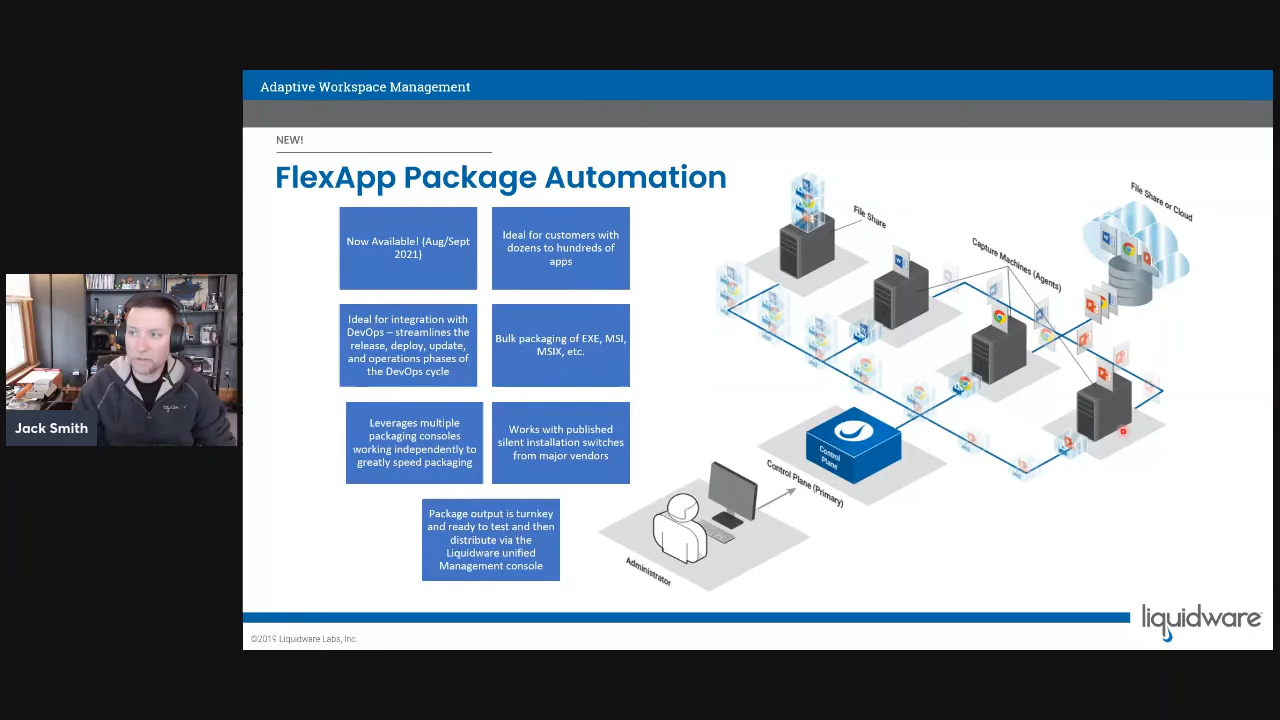 Adaptive Workspace Management
NEW!
FlexApp Package Automation
Now Available! (Aug/Sept
2021)
Ideal for customers with
dozens to hundreds of
apps
Ideal for integration with
DevOps – streamlines the
release, deploy, update,
and operations phases of
the DevOps cycle
Bulk packaging of EXE, MSI,
MSIX, etc.
Leverages multiple
packaging consoles
working independently to
greatly speed packaging
Works with published
silent installation switches
from major vendors
Package output is turnkey
and ready to test and then
distribute via the
Liquidware unified
Management console
File Share
Capture Machines (Agents)
File Share or Cloud
Control
Plane
Control Plane (Primary)
Administrator
Jack Smith
liquidware
©2019 Liquidware Labs, Inc.
liquidware